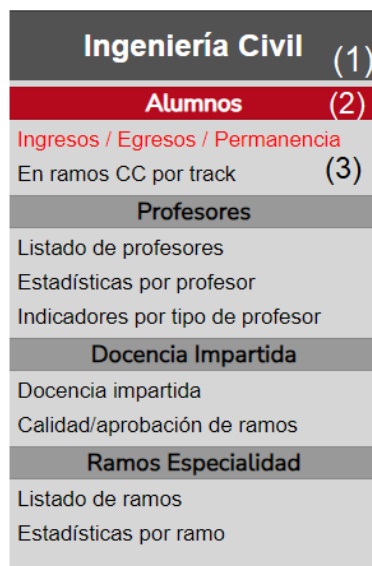 Ingeniería Civil (1)
Alumnos (2)
Ingresos / Egresos / Permanencia
En ramos CC por track (3)
Profesores
Listado de profesores
Estadísticas por profesor
Indicadores por tipo de profesor
Docencia Impartida
Docencia impartida
Calidad/aprobación de ramos
Ramos Especialidad
Listado de ramos
Estadísticas por ramo